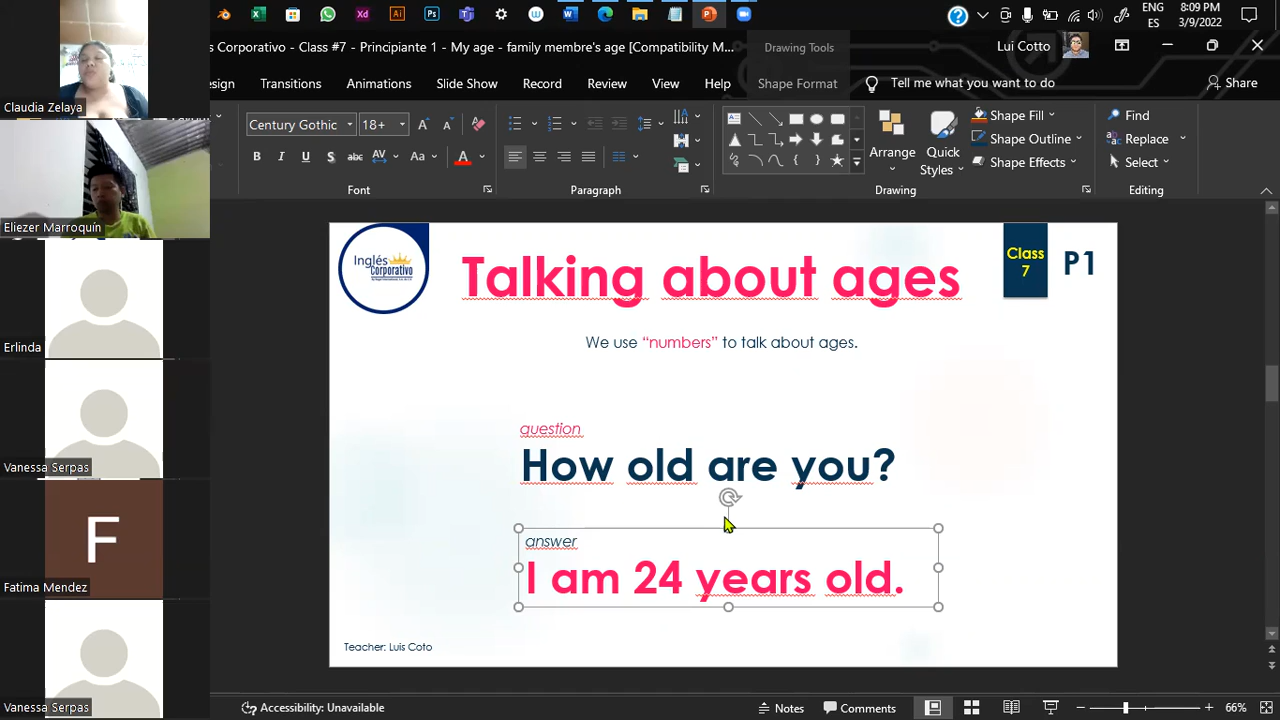 ENG
ES
8:09 PM
3/9/2022
Claudia Zelaya
s Corporativo - Class #7 - Principante 1 - My age - family membre's age [Compatibility M...
ng Tools
Lui Cotto
esign
Transitions
Animations
Slide Show
Record
Review
View
Help
Shape Format
Tell me what you want to do
Share
Century Gothic
18+
Font
Paragraph
Arrange
Quick
Styles
Shape Fill
Shape Outline
Shape Effects
Drawing
Find
Replace
Select
Editing
Eliezer Marroquín
Inglés
Corporativo
Talking about ages
Class
7
P1
We use “numbers” to talk about ages.
Erlinda
question
How old are you?
Vanessa Serpas
answer
I am 24 years old.
F
Fatima Mendez
Teacher: Luis Coto
Vanessa Serpas
Accessibility: Unavailable
Notes
Comments
66%